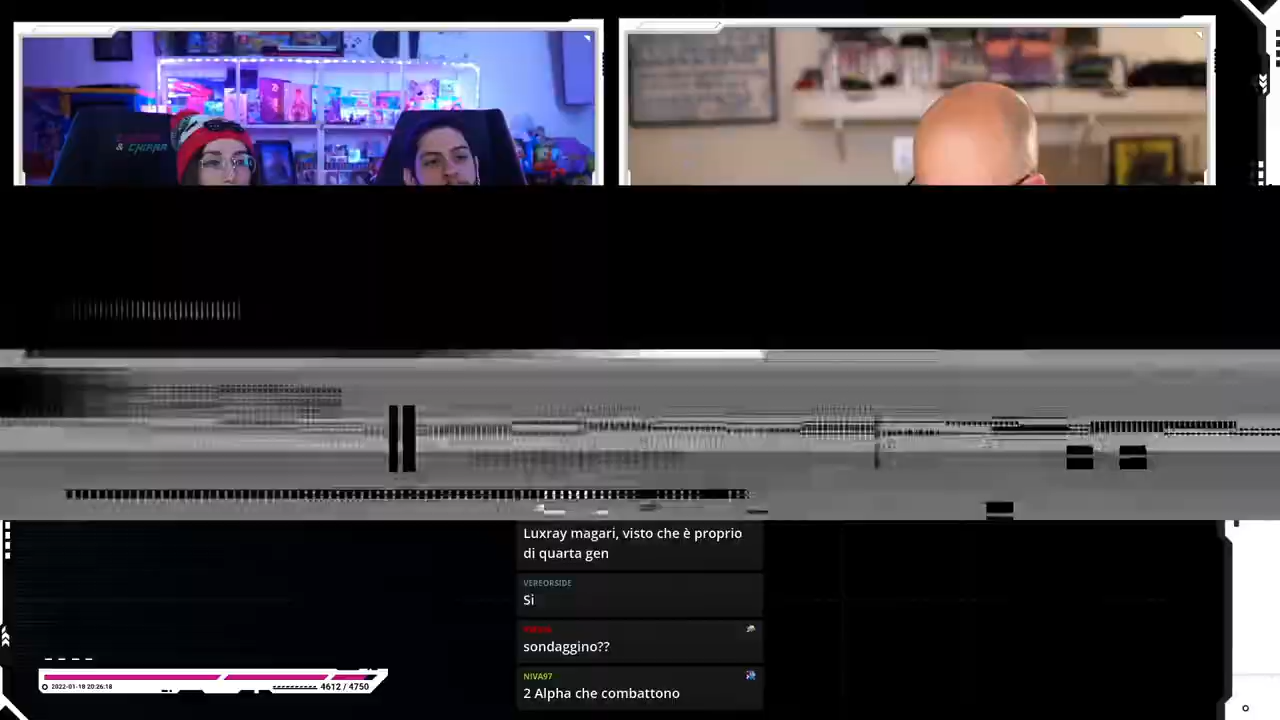 & CHIARA
Luxray magari, visto che è proprio
di quarta gen
VEREORSIDE
Si
sondaggino??
NIVA97
2 Alpha che combattono
2022-01-18 20:26:18
4612 / 4750